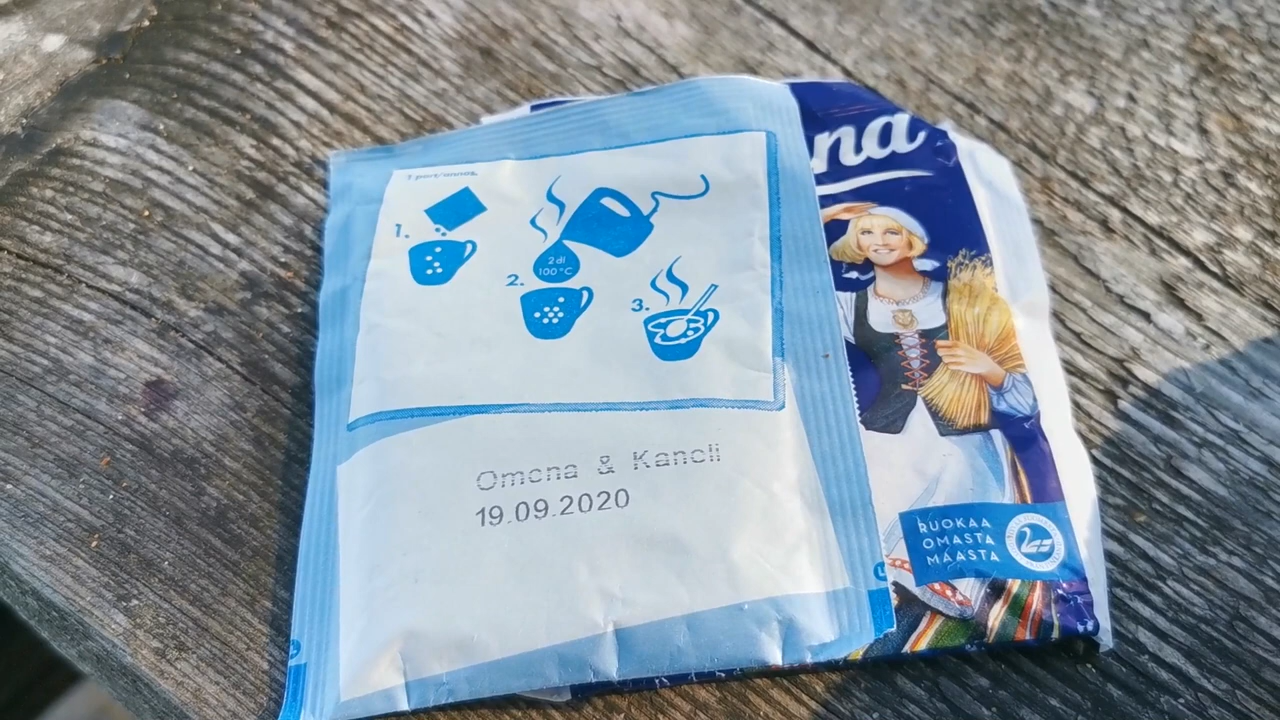 1 port/annos.
1.
2 dl
100°C
2.
3.
Omena & Kaneli
19.09.2020
na
RUOKAA
OMASTA
MAASTA